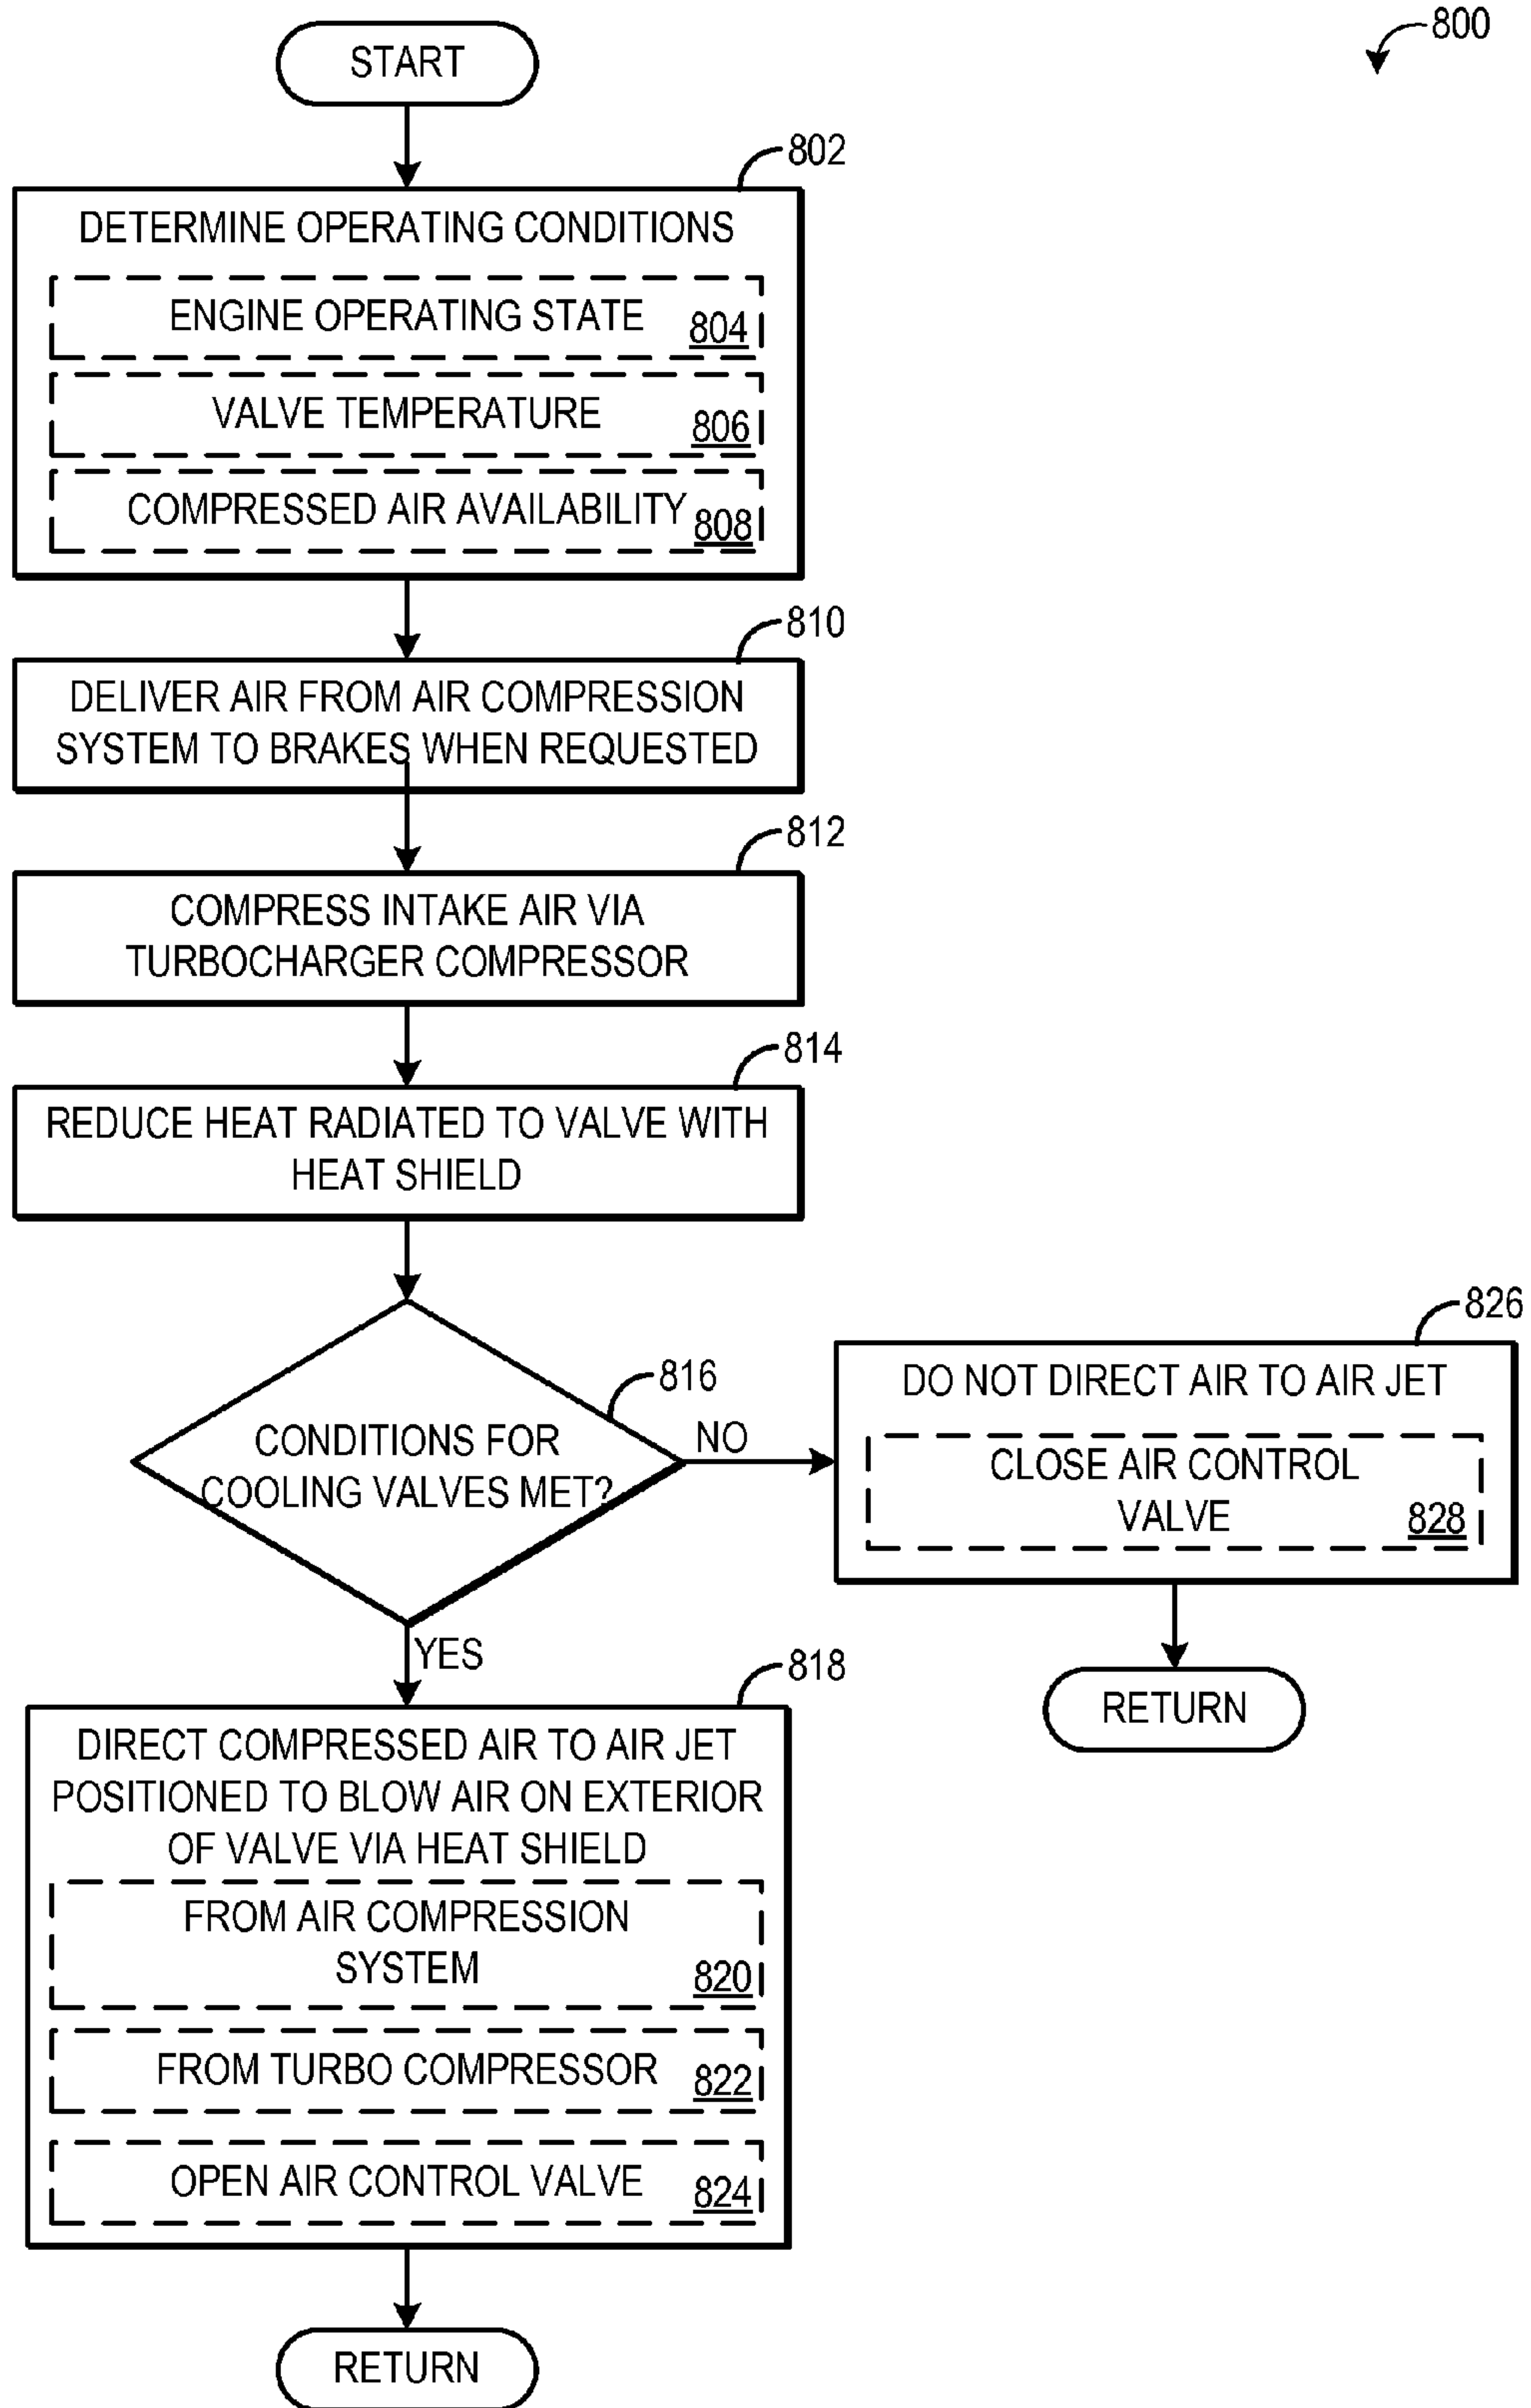 800
START
802
DETERMINE OPERATING CONDITIONS
ENGINE OPERATING STATE 804
VALVE TEMPERATURE 806
COMPRESSED AIR AVAILABILITY 808
810
DELIVER AIR FROM AIR COMPRESSION
SYSTEM TO BRAKES WHEN REQUESTED
812
COMPRESS INTAKE AIR VIA
TURBOCHARGER COMPRESSOR
814
REDUCE HEAT RADIATED TO VALVE WITH
HEAT SHIELD
816
CONDITIONS FOR
COOLING VALVES MET?
NO
826
DO NOT DIRECT AIR TO AIR JET
CLOSE AIR CONTROL
VALVE 828
RETURN
YES
818
DIRECT COMPRESSED AIR TO AIR JET
POSITIONED TO BLOW AIR ON EXTERIOR
OF VALVE VIA HEAT SHIELD
FROM AIR COMPRESSION
SYSTEM 820
FROM TURBO COMPRESSOR 822
OPEN AIR CONTROL VALVE 824
RETURN